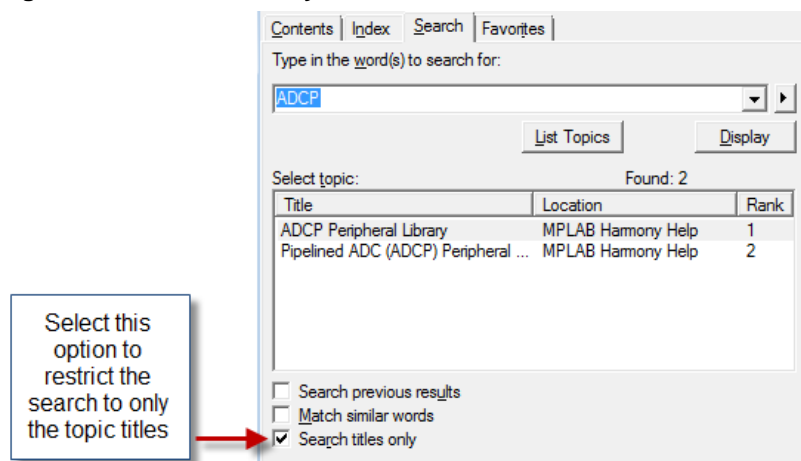 Contents Index Search Favorites
Type in the word(s) to search for:
ADCP
List Topics Display
Select topic: Found: 2
Title Location Rank
ADCP Peripheral Library MPLAB Harmony Help 1
Pipelined ADC (ADCP) Peripheral ... MPLAB Harmony Help 2
Select this
option to
restrict the
search to only
the topic titles
Search previous results
Match similar words
Search titles only